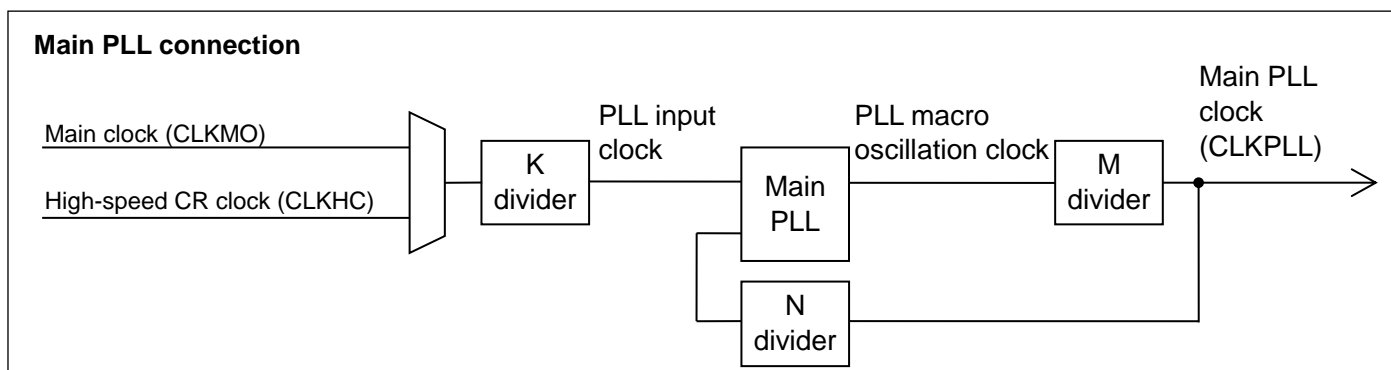 Main PLL connection
Main clock (CLKMO)
High-speed CR clock (CLKHC)
K
divider
PLL input
clock
Main
PLL
N
divider
PLL macro
oscillation clock
M
divider
Main PLL
clock
(CLKPLL)